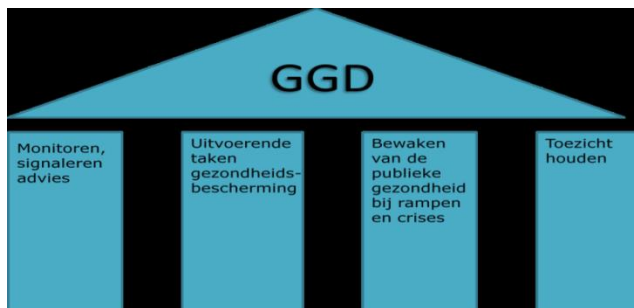 GGD
Monitoren,
signaleren
advies
Uitvoerende
taken
gezondheids-
bescherming
Bewaken
van de
publieke
gezondheid
bij rampen
en crises
Toezicht
houden